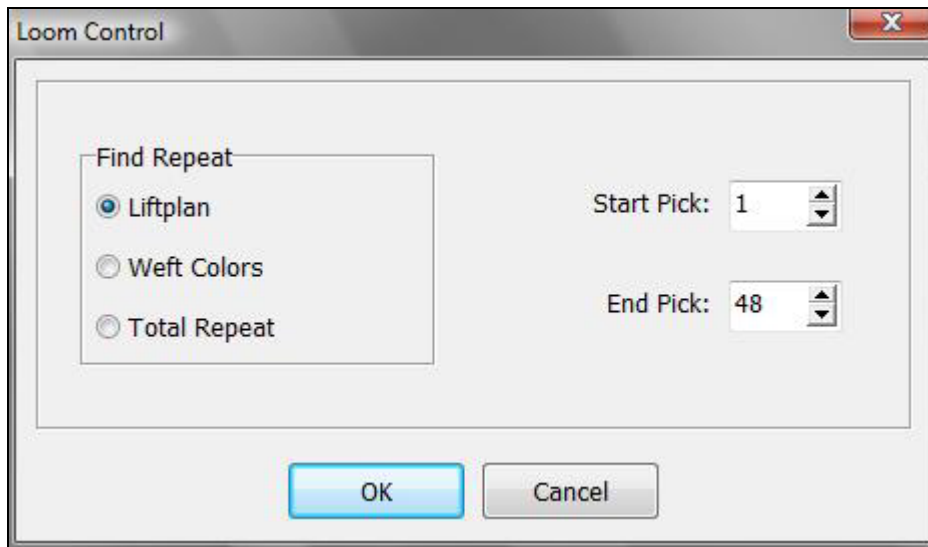 Loom Control
Find Repeat
Liftplan
Weft Colors
Total Repeat
Start Pick: 1
End Pick: 48
OK
Cancel